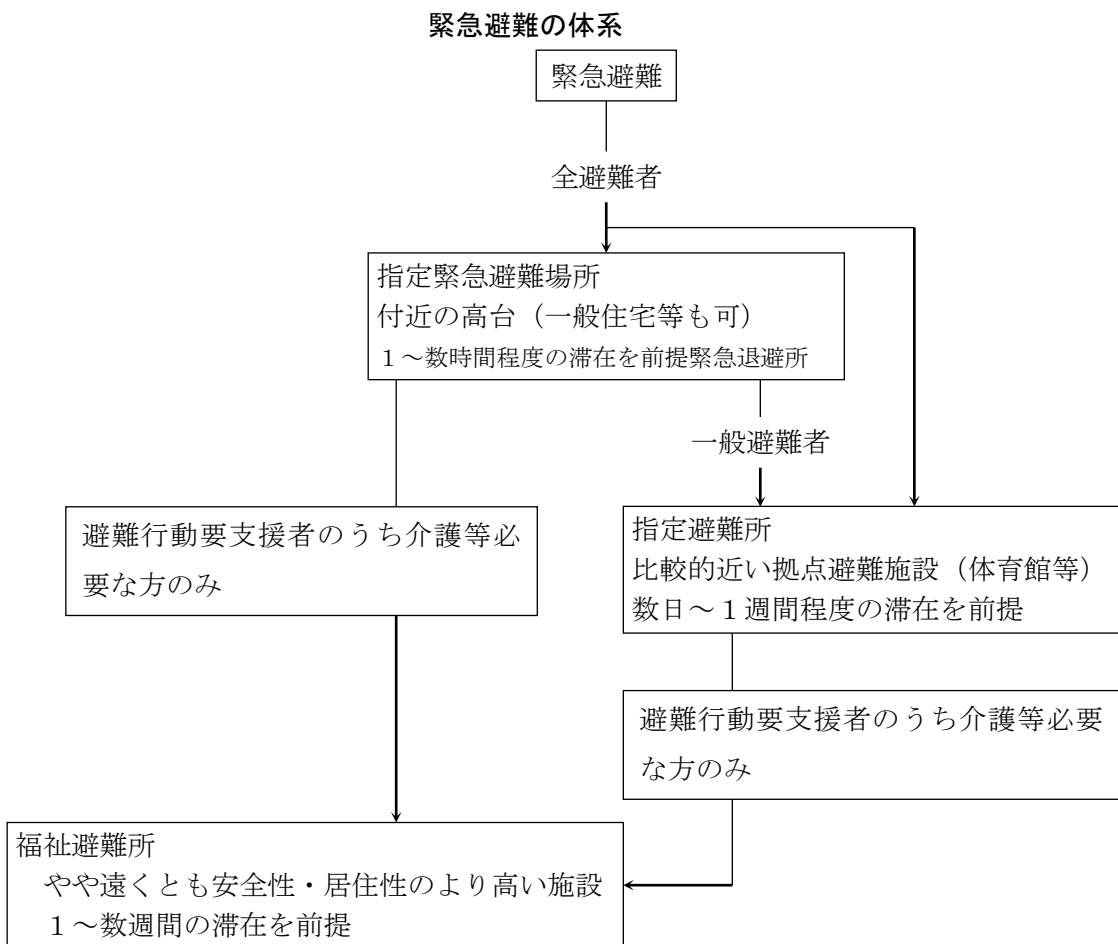 緊急避難の体系
緊急避難
全避難者
指定緊急避難場所
付近の高台（一般住宅等も可）
１～数時間程度の滞在を前提緊急退避所
一般避難者
避難行動要支援者のうち介護等必
要な方のみ
指定避難所
比較的近い拠点避難施設（体育館等）
数日～１週間程度の滞在を前提
避難行動要支援者のうち介護等必要
な方のみ
福祉避難所
やや遠くとも安全性・居住性のより高い施設
１～数週間の滞在を前提